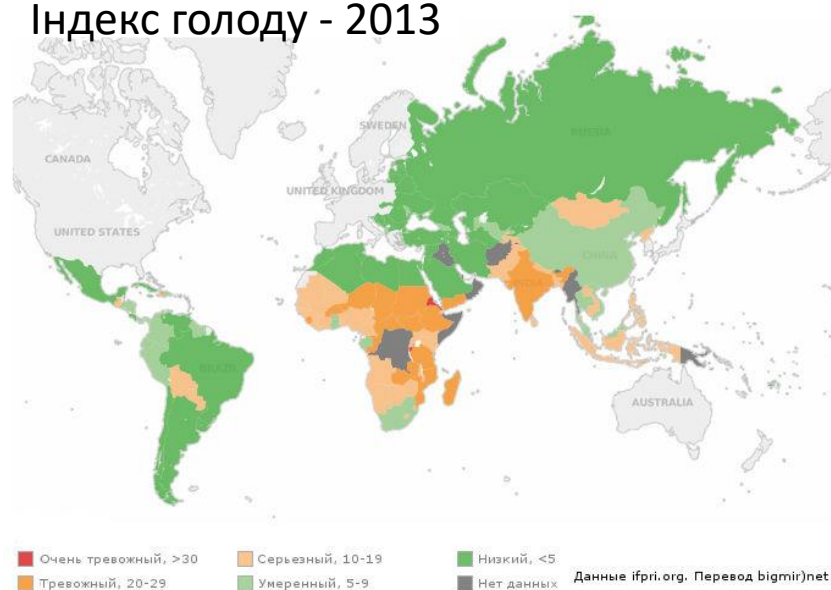 Індекс голоду - 2013
SWEDEN
RUSSIA
CANADA
UNITED KINGDOM
UNITED STATES
CHINA
INDIA
BRAZIL
AUSTRALIA
Очень тревожный, >30
Серьезный, 10-19
Низкий, <5
Тревожный, 20-29
Умеренный, 5-9
Нет данных
Данные ifpri.org. Перевод bigmir)net